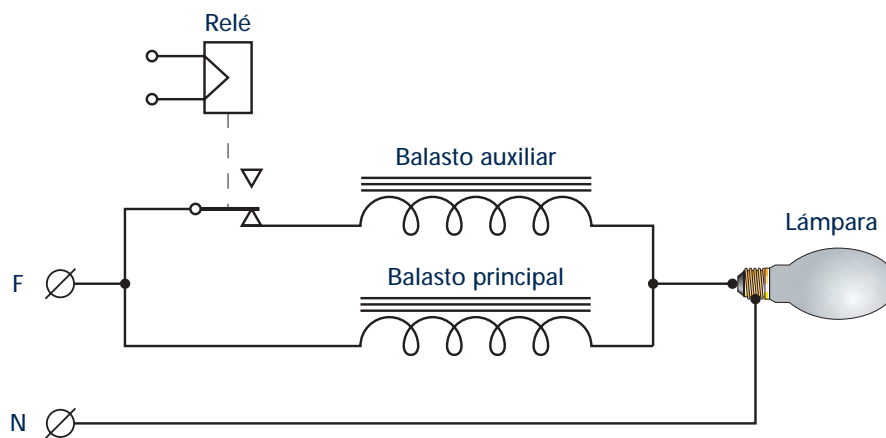 Relé
Balasto auxiliar
Lámpara
F
Balasto principal
N